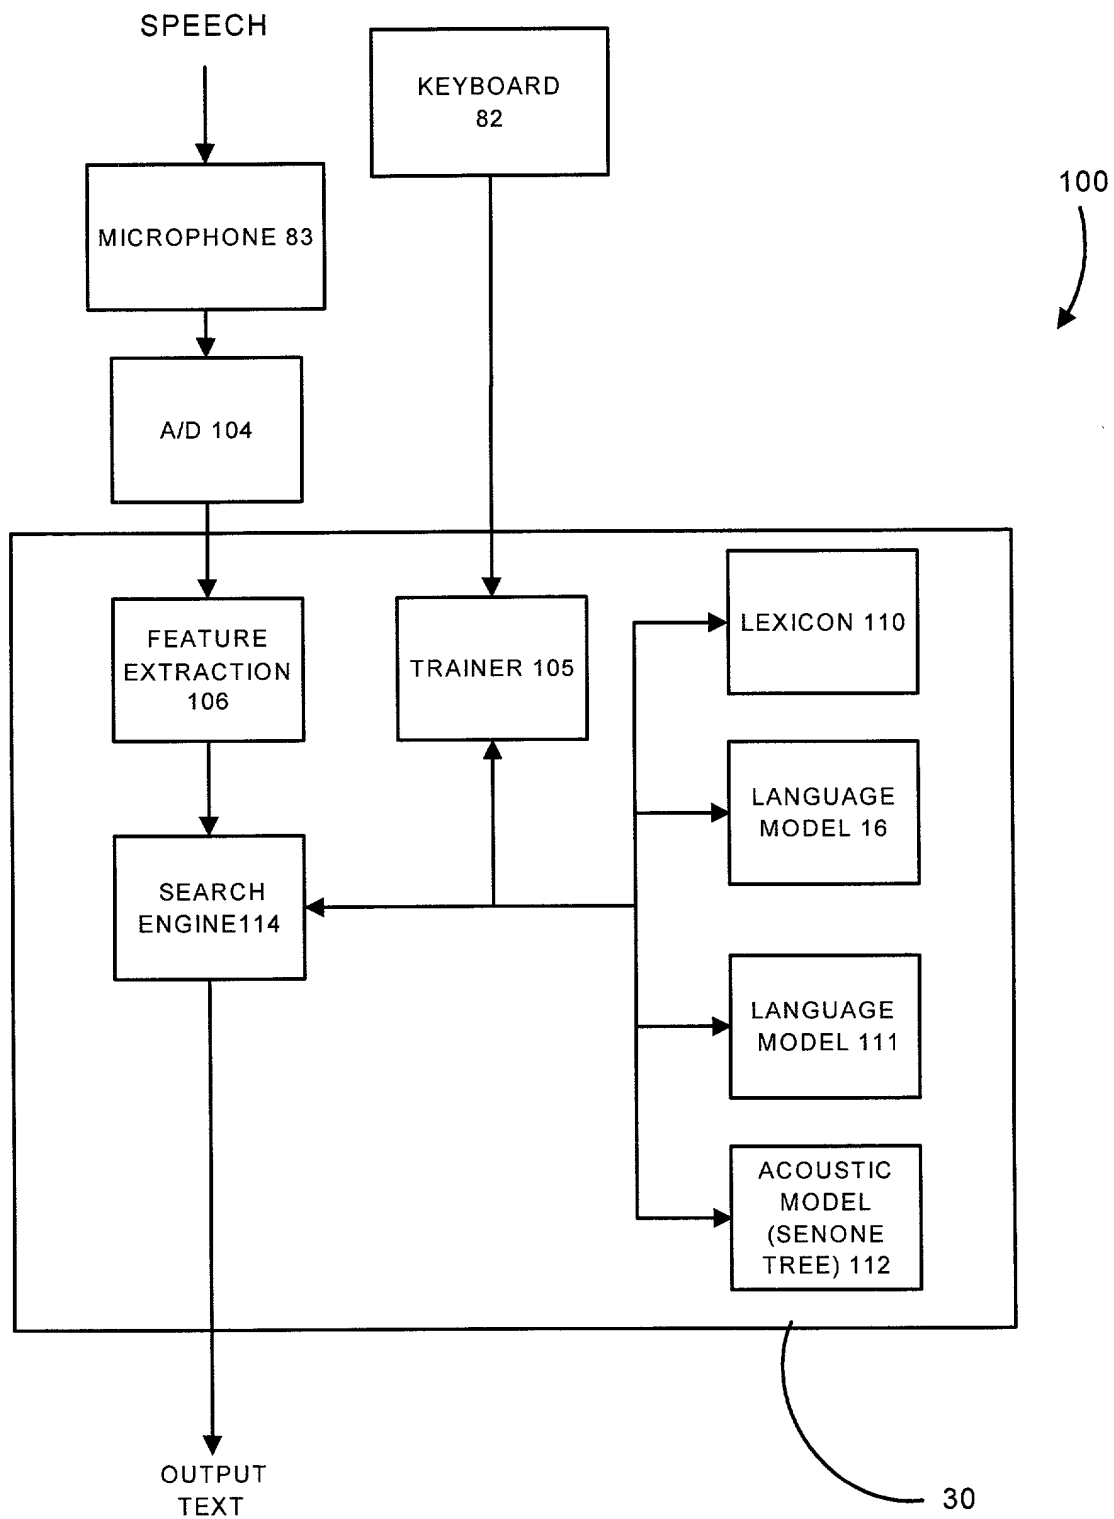 SPEECH
KEYBOARD
82
100
MICROPHONE 83
A/D 104
FEATURE
EXTRACTION
106
TRAINER 105
LEXICON 110
LANGUAGE
MODEL 16
SEARCH
ENGINE114
LANGUAGE
MODEL 111
ACOUSTIC
MODEL
(SENONE
TREE) 112
OUTPUT
TEXT
30